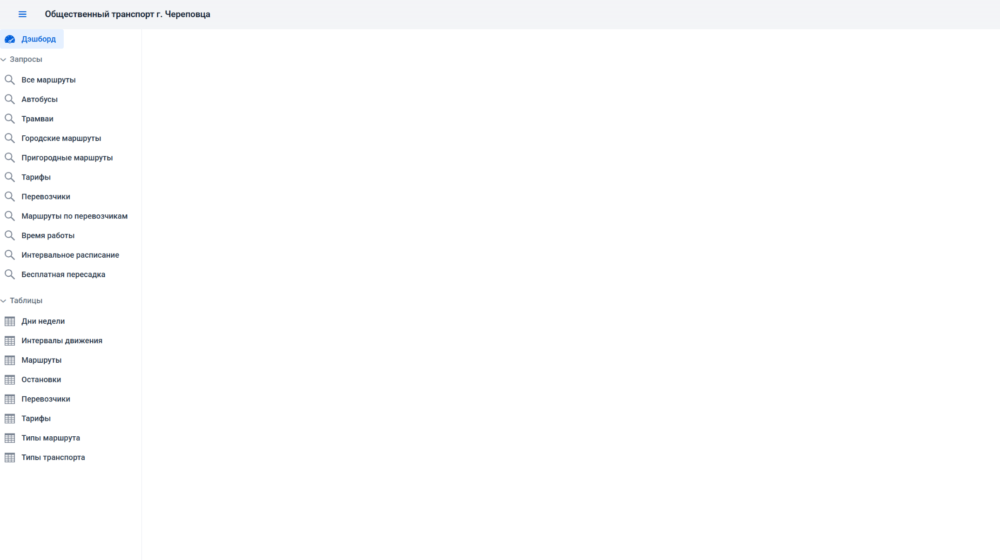 Общественный транспорт г. Череповца
Дэшборд
Запросы
Все маршруты
Автобусы
Трамваи
Городские маршруты
Пригородные маршруты
Тарифы
Перевозчики
Маршруты по перевозчикам
Время работы
Интервальное расписание
Бесплатная пересадка
Таблицы
Дни недели
Интервалы движения
Маршруты
Остановки
Перевозчики
Тарифы
Типы маршрута
Типы транспорта